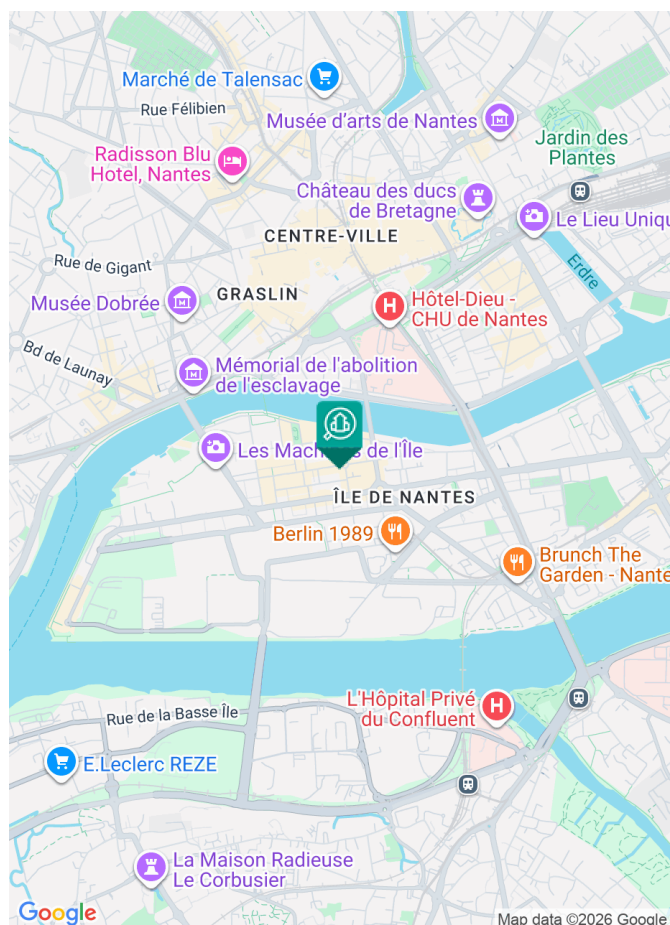 Marché de Talensac
Rue Félibien
Musée d'arts de Nantes
Jardin des
Plantes
Radisson Blu
Hotel, Nantes
Château des ducs
de Bretagne
Le Lieu Uniqu
CENTRE-VILLE
Rue de Gigant
Erdre
GRASLIN
Musée Dobrée
H
Hôtel-Dieu -
CHU de Nantes
Bd de Launay
Mémorial de l'abolition
de l'esclavage
Les Mach s de l'Île
ÎLE DE NANTES
Berlin 1989
Brunch The
Garden - Nante
L'Hôpital Privé
du Confluent
H
Rue de la Basse Île
E.Leclerc REZE
La Maison Radieuse
Le Corbusier
Google
Map data ©2026 Google